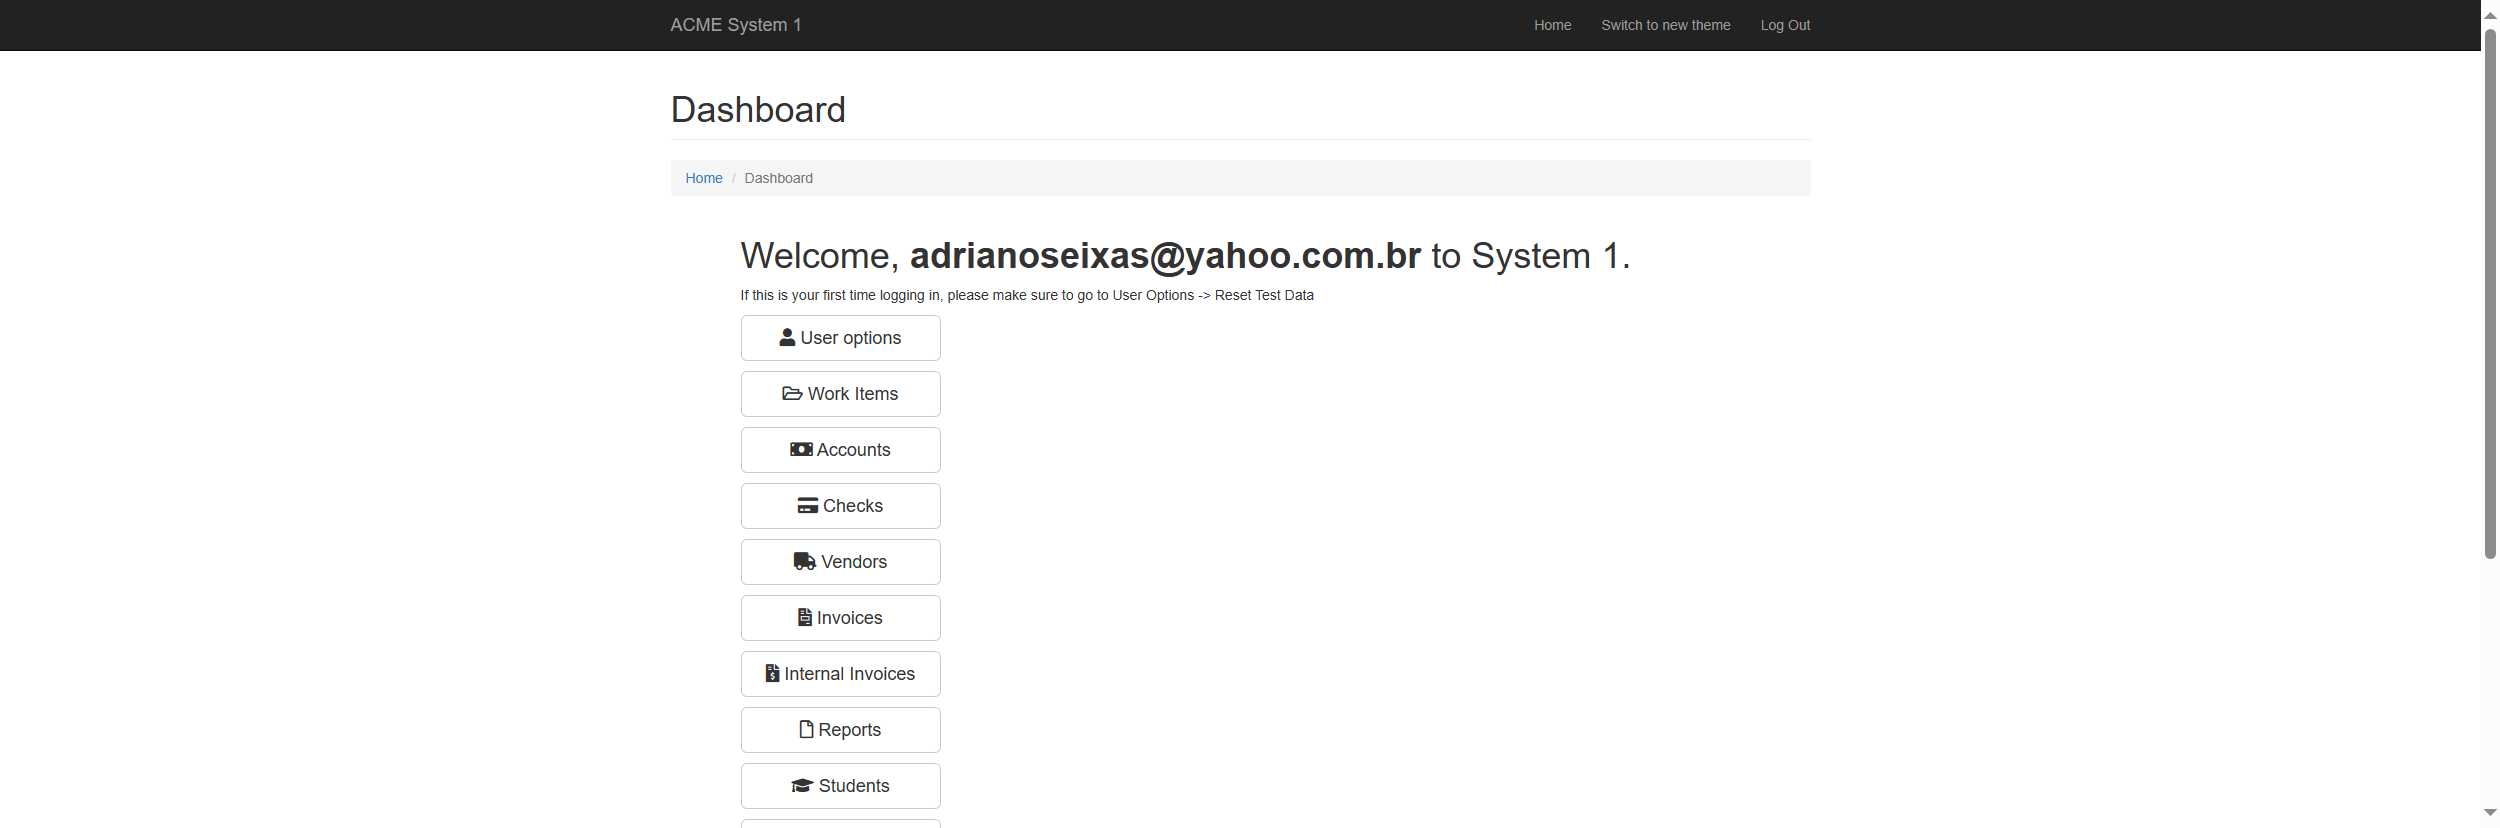 ACME System 1
Home
Switch to new theme
Log Out
Dashboard
Home / Dashboard
Welcome, adrianoseixas@yahoo.com.br to System 1.
If this is your first time logging in, please make sure to go to User Options -> Reset Test Data
User options
Work Items
Accounts
Checks
Vendors
Invoices
Internal Invoices
Reports
Students